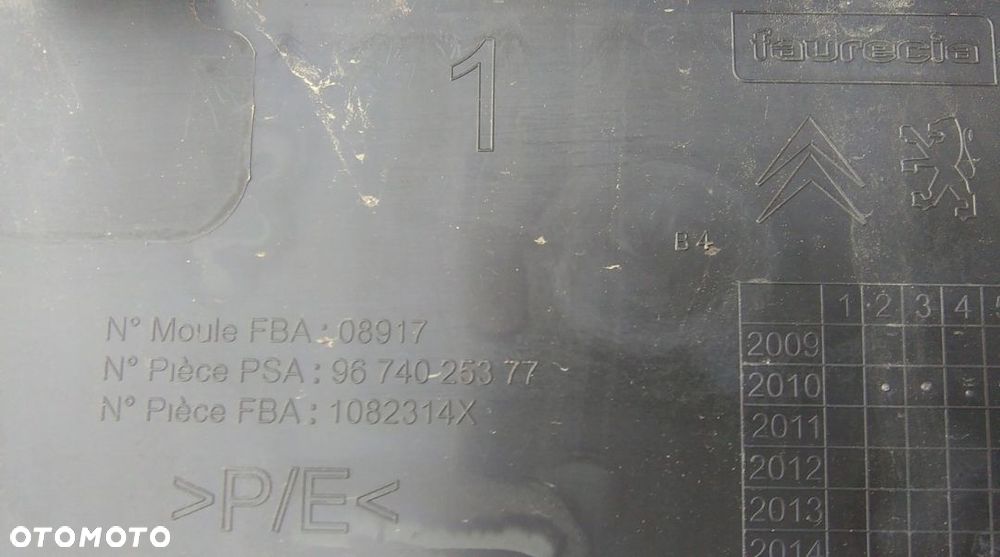 1
faurecia
B4
N° Moule FBA : 08917
N° Pièce PSA : 96 740 253 77
N° Pièce FBA : 1082314X
>P/E<
1 2 3 4 5
2009
2010
2011
2012
2013
2014
OTOMOTO